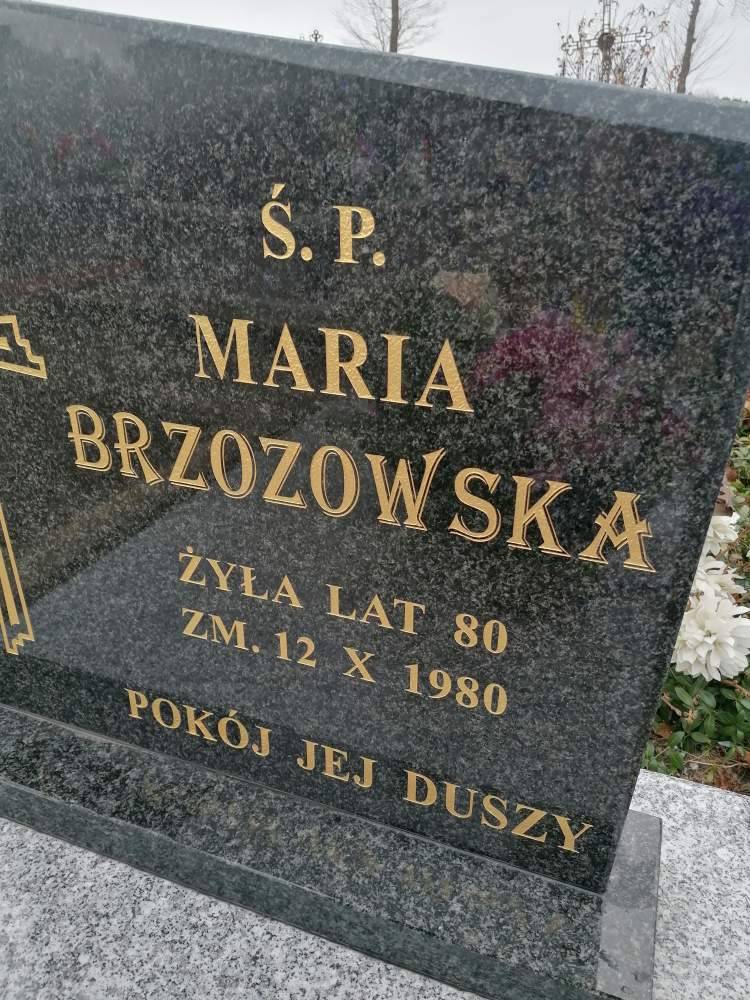 Ś. P.
MARIA
BRZOZOWSKA
ŻYŁA LAT 80
ZM. 12 X 1980
POKÓJ JEJ DUSZY